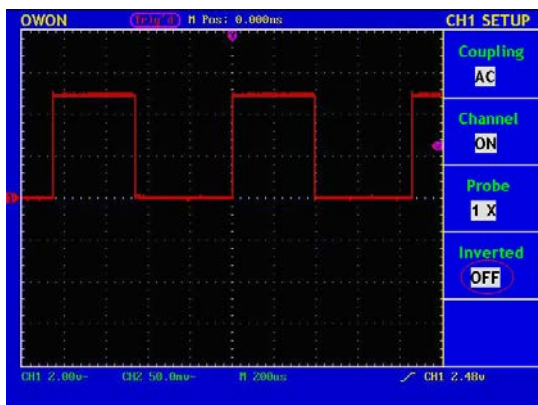 OWON Trig'd M Pos: 0.000ns CH1 SETUP
Coupling
AC
Channel
ON
Probe
1 X
Inverted
OFF
CH1 2.00v~ CH2 50.0mv~ M 200us CH1 2.48v